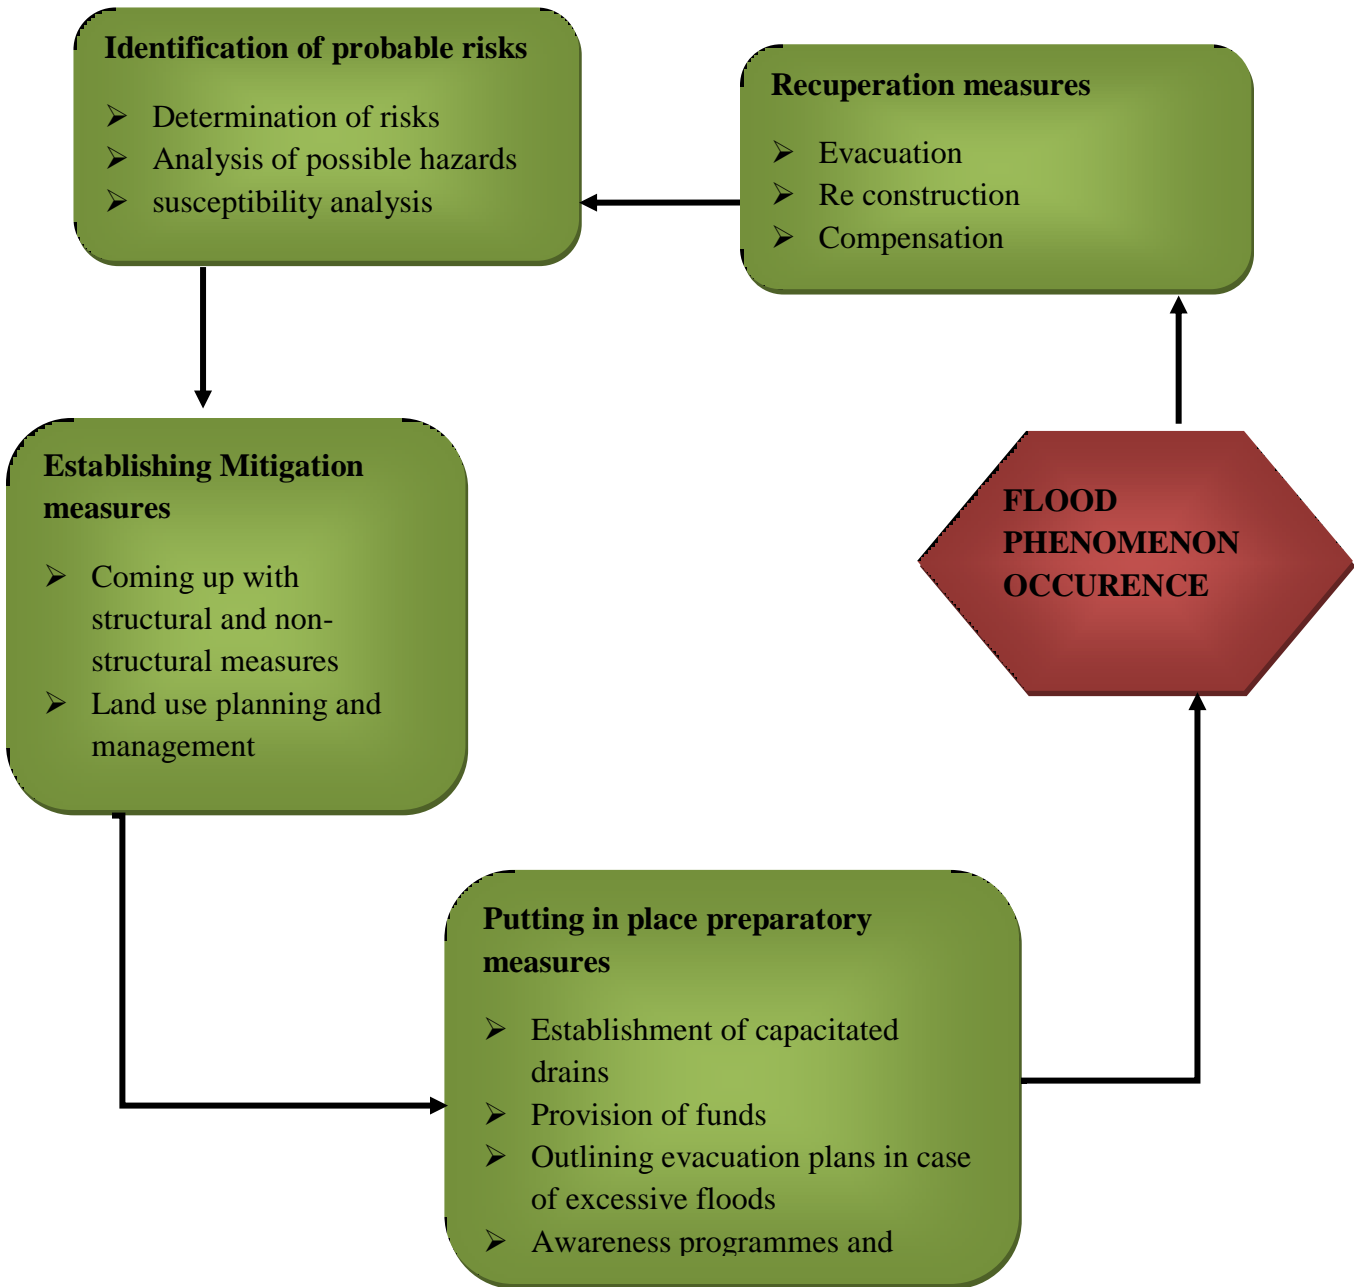 Identification of probable risks
➢ Determination of risks
➢ Analysis of possible hazards
➢ susceptibility analysis
Recuperation measures
➢ Evacuation
➢ Re construction
➢ Compensation
Establishing Mitigation
measures
➢ Coming up with
structural and non-
structural measures
➢ Land use planning and
management
FLOOD
PHENOMENON
OCCURENCE
Putting in place preparatory
measures
➢ Establishment of capacitated
drains
➢ Provision of funds
➢ Outlining evacuation plans in case
of excessive floods
➢ Awareness programmes and